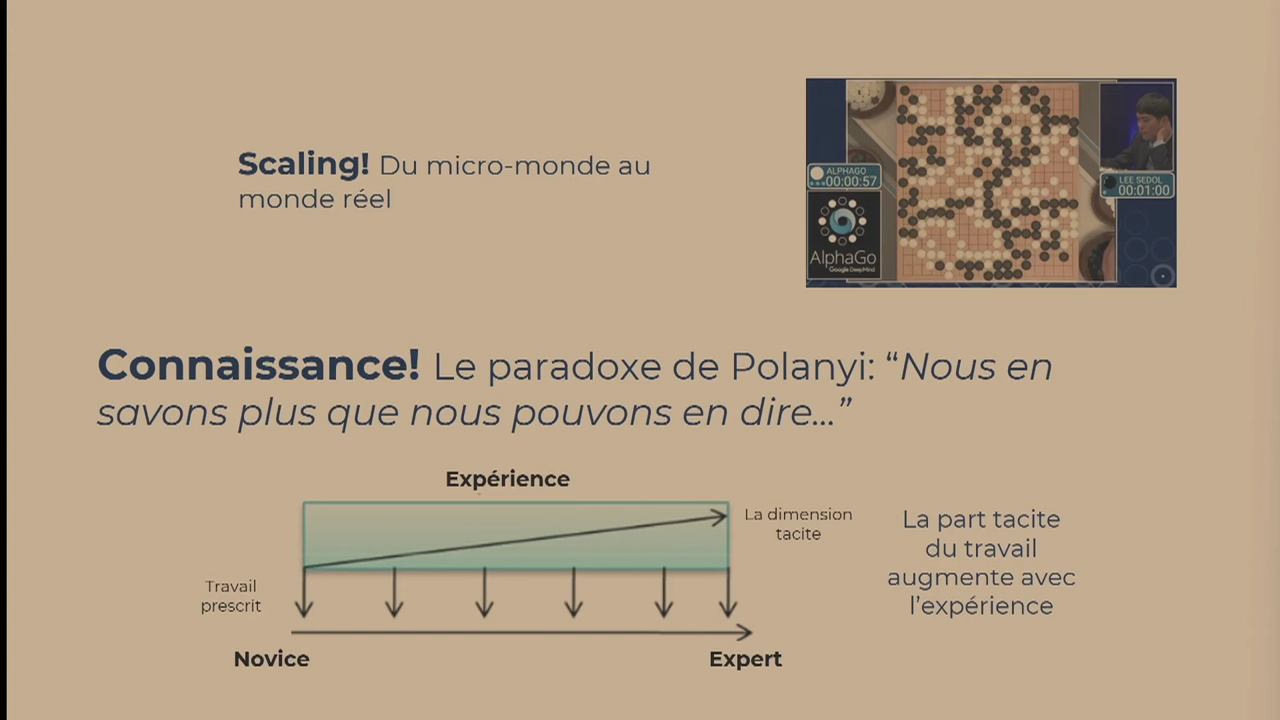 Scaling! Du micro-monde au
monde réel
ALPHAGO
00:00:57
LEE SEDOL
00:01:00
AlphaGo
Google DeepMind
Connaissance! Le paradoxe de Polanyi: “Nous en
savons plus que nous pouvons en dire...”
Expérience
La dimension
tacite
Travail
prescrit
La part tacite
du travail
augmente avec
l’expérience
Novice
Expert